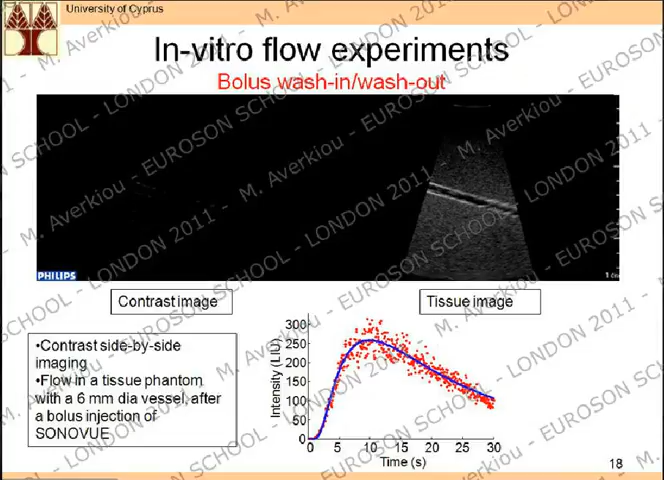 University of Cyprus
In-vitro flow experiments
Bolus wash-in/wash-out
PHILIPS
Contrast image
Tissue image
•Contrast side-by-side
imaging
•Flow in a tissue phantom
with a 6 mm dia vessel, after
a bolus injection of
SONOVUE
Intensity (LIU)
300
250
200
150
100
50
0
0 5 10 15 20 25 30
Time (s)
18
M. Averkiou - EUROSON SCHOOL - LONDON 2011